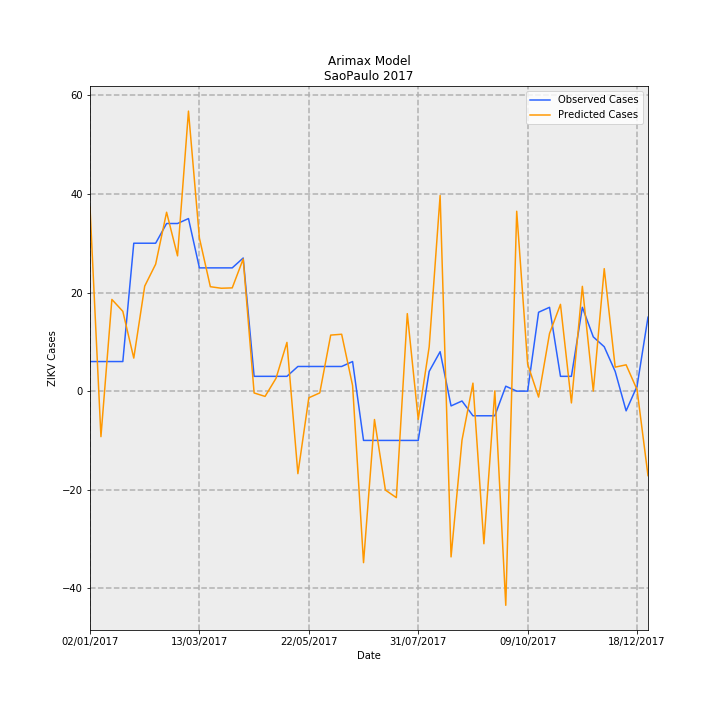 Arimax Model
SaoPaulo 2017
Observed Cases
Predicted Cases
60
40
20
0
−20
−40
ZIKV Cases
02/01/2017 13/03/2017 22/05/2017 31/07/2017 09/10/2017 18/12/2017
Date